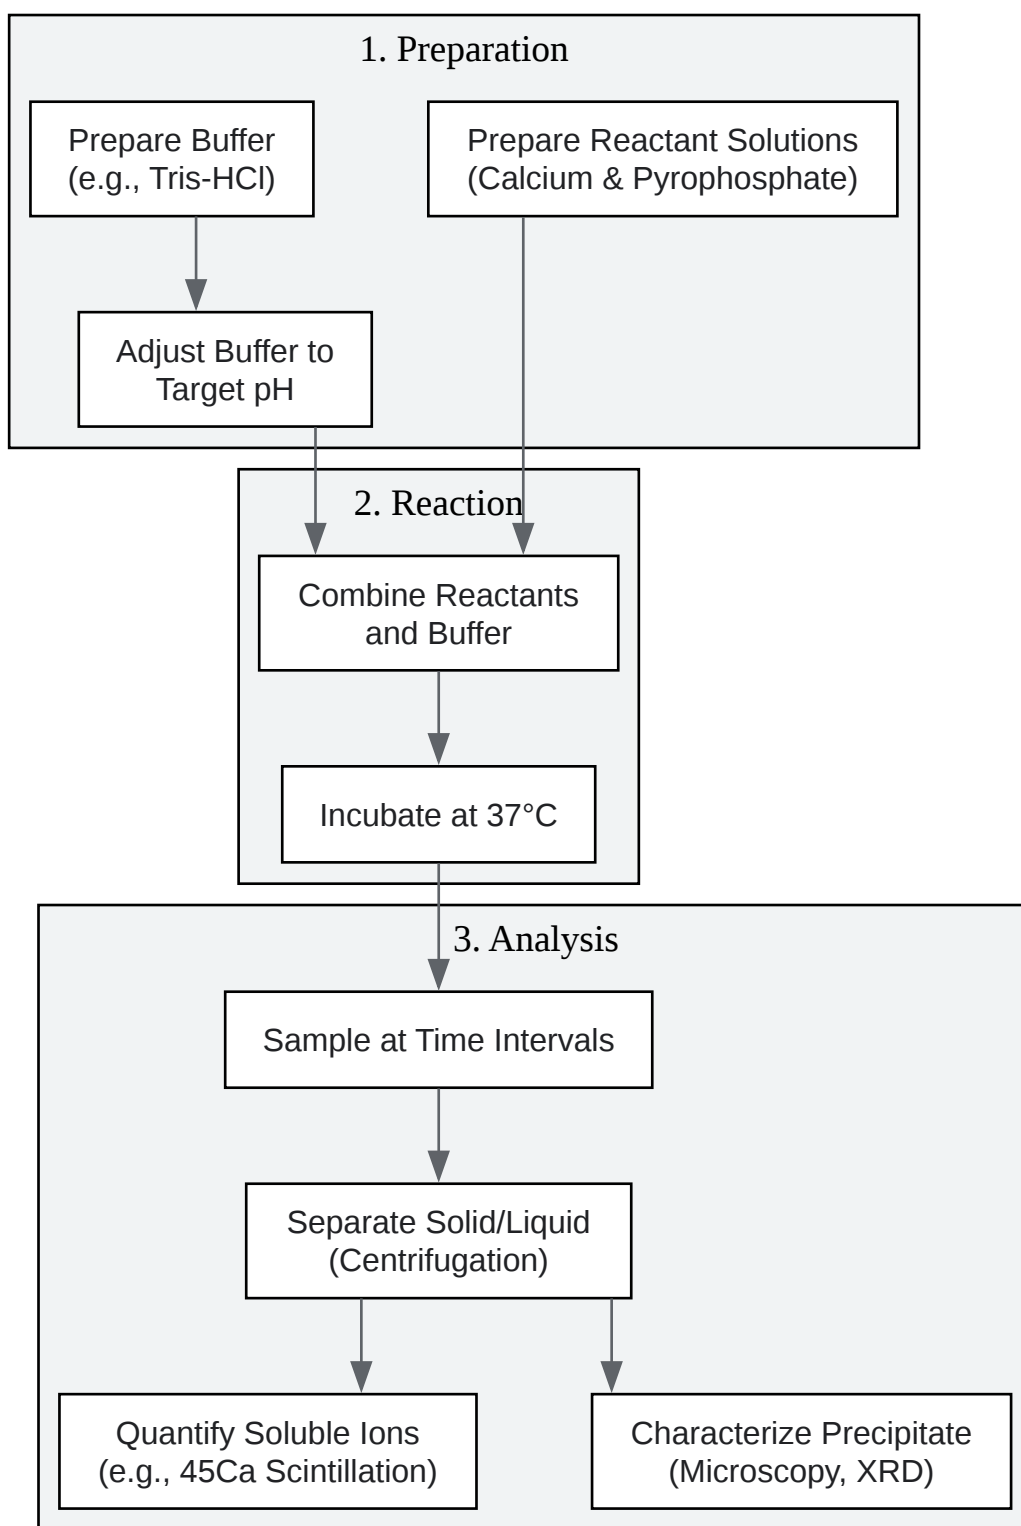 1. Preparation
Prepare Buffer
(e.g., Tris-HCl)
Prepare Reactant Solutions
(Calcium & Pyrophosphate)
Adjust Buffer to
Target pH
2. Reaction
Combine Reactants
and Buffer
Incubate at 37°C
3. Analysis
Sample at Time Intervals
Separate Solid/Liquid
(Centrifugation)
Quantify Soluble Ions
(e.g., 45Ca Scintillation)
Characterize Precipitate
(Microscopy, XRD)